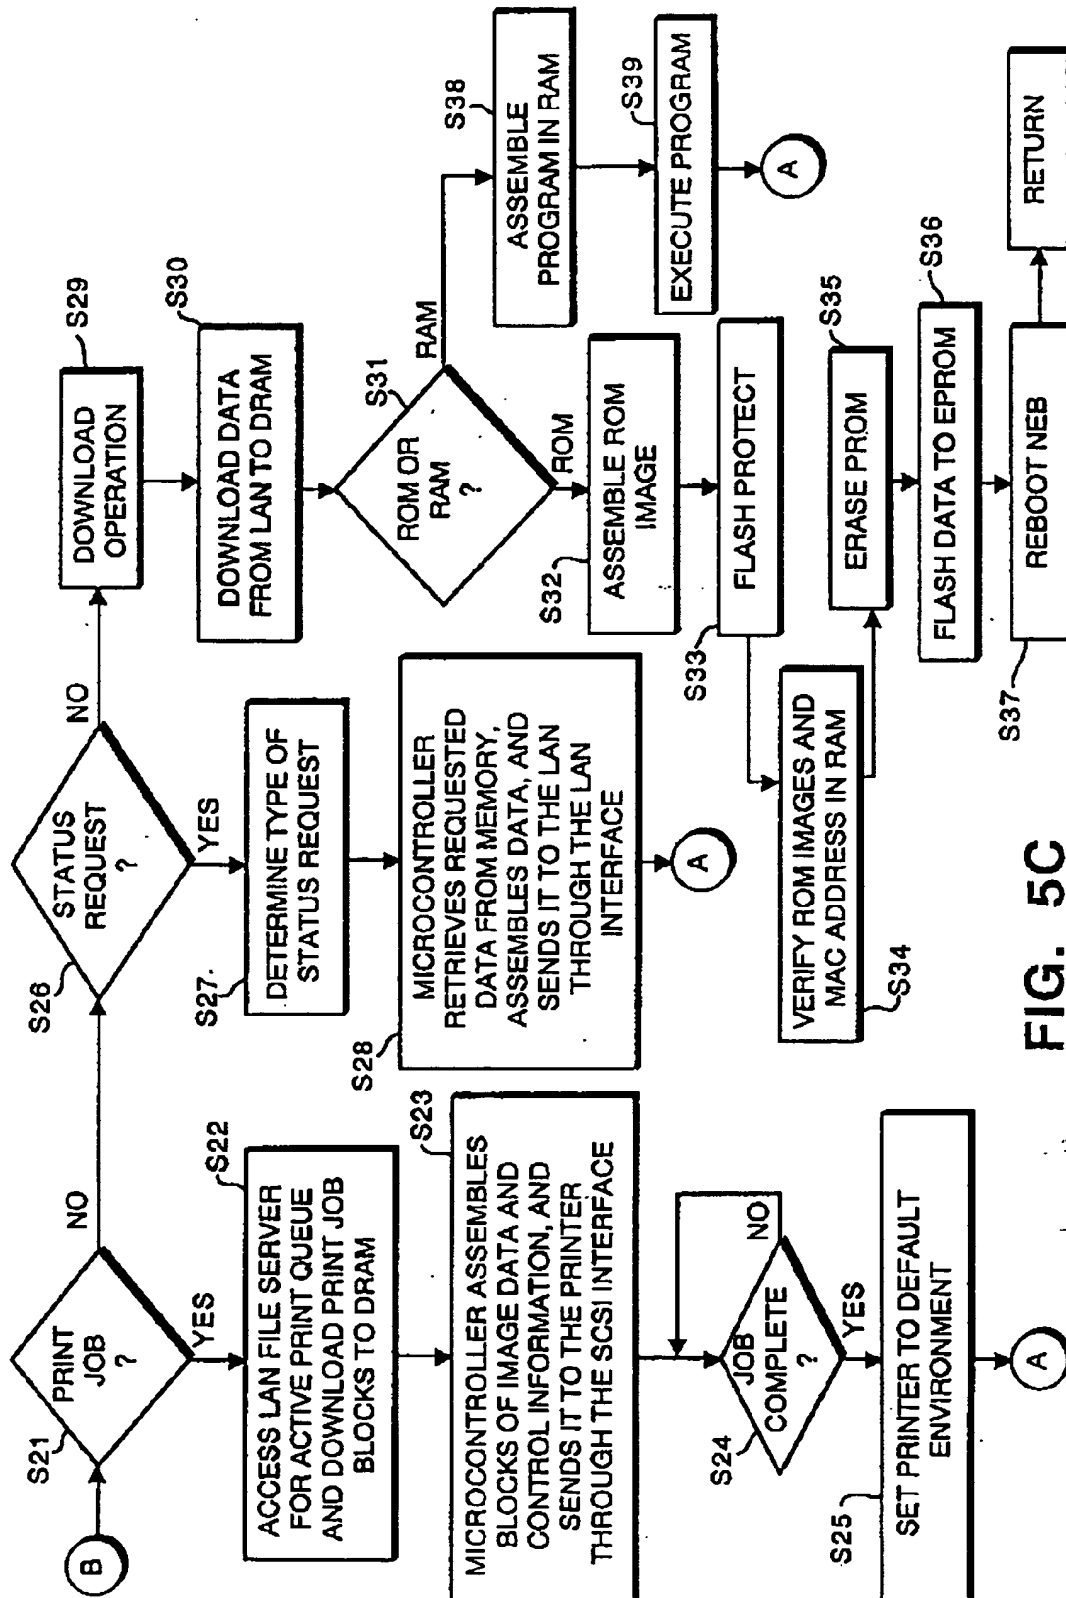 B
S21
PRINT
JOB
?
NO
YES
S22
ACCESS LAN FILE SERVER
FOR ACTIVE PRINT QUEUE
AND DOWNLOAD PRINT JOB
BLOCKS TO DRAM
S23
MICROCONTROLLER ASSEMBLES
BLOCKS OF IMAGE DATA AND
CONTROL INFORMATION, AND
SENDS IT TO THE PRINTER
THROUGH THE SCSI INTERFACE
S24
JOB
COMPLETE
?
NO
YES
S25
SET PRINTER TO DEFAULT
ENVIRONMENT
A
S26
STATUS
REQUEST
?
NO
YES
S27
DETERMINE TYPE OF
STATUS REQUEST
S28
MICROCONTROLLER
RETRIEVES REQUESTED
DATA FROM MEMORY,
ASSEMBLES DATA, AND
SENDS IT TO THE LAN
THROUGH THE LAN
INTERFACE
A
S29
DOWNLOAD
OPERATION
S30
DOWNLOAD DATA
FROM LAN TO DRAM
S31
ROM OR
RAM
?
RAM
ROM
S32
ASSEMBLE ROM
IMAGE
S33
FLASH PROTECT
S34
VERIFY ROM IMAGES AND
MAC ADDRESS IN RAM
S35
ERASE PROM
S36
FLASH DATA TO EPROM
S37
REBOOT NEB
RETURN
S38
ASSEMBLE
PROGRAM IN RAM
S39
EXECUTE PROGRAM
A
FIG. 5C